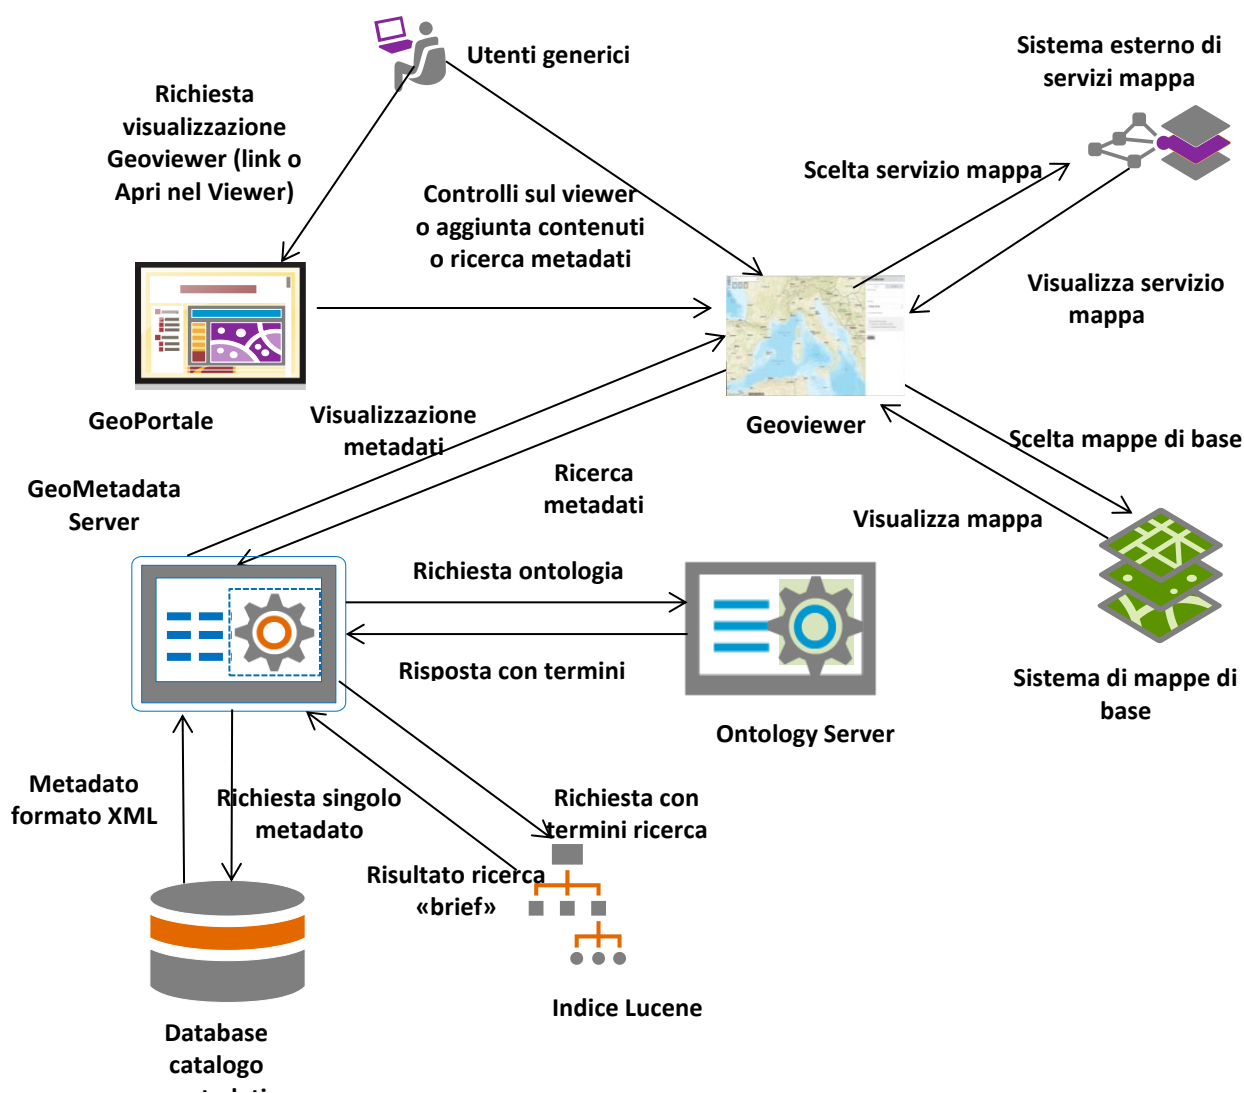 Utenti generici
Sistema esterno di
servizi mappa
Richiesta
visualizzazione
Geoviewer (link o
Apri nel Viewer)
Scelta servizio mappa
Controlli sul viewer
o aggiunta contenuti
o ricerca metadati
Visualizza servizio
mappa
GeoPortale
Visualizzazione
metadati
Geoviewer
Scelta mappe di base
Ricerca
metadati
GeoMetadata
Server
Visualizza mappa
Richiesta ontologia
Risposta con termini
Sistema di mappe di
base
Ontology Server
Metadato
formato XML
Richiesta singolo
metadato
Richiesta con
termini ricerca
Risultato ricerca
«brief»
Indice Lucene
Database
catalogo